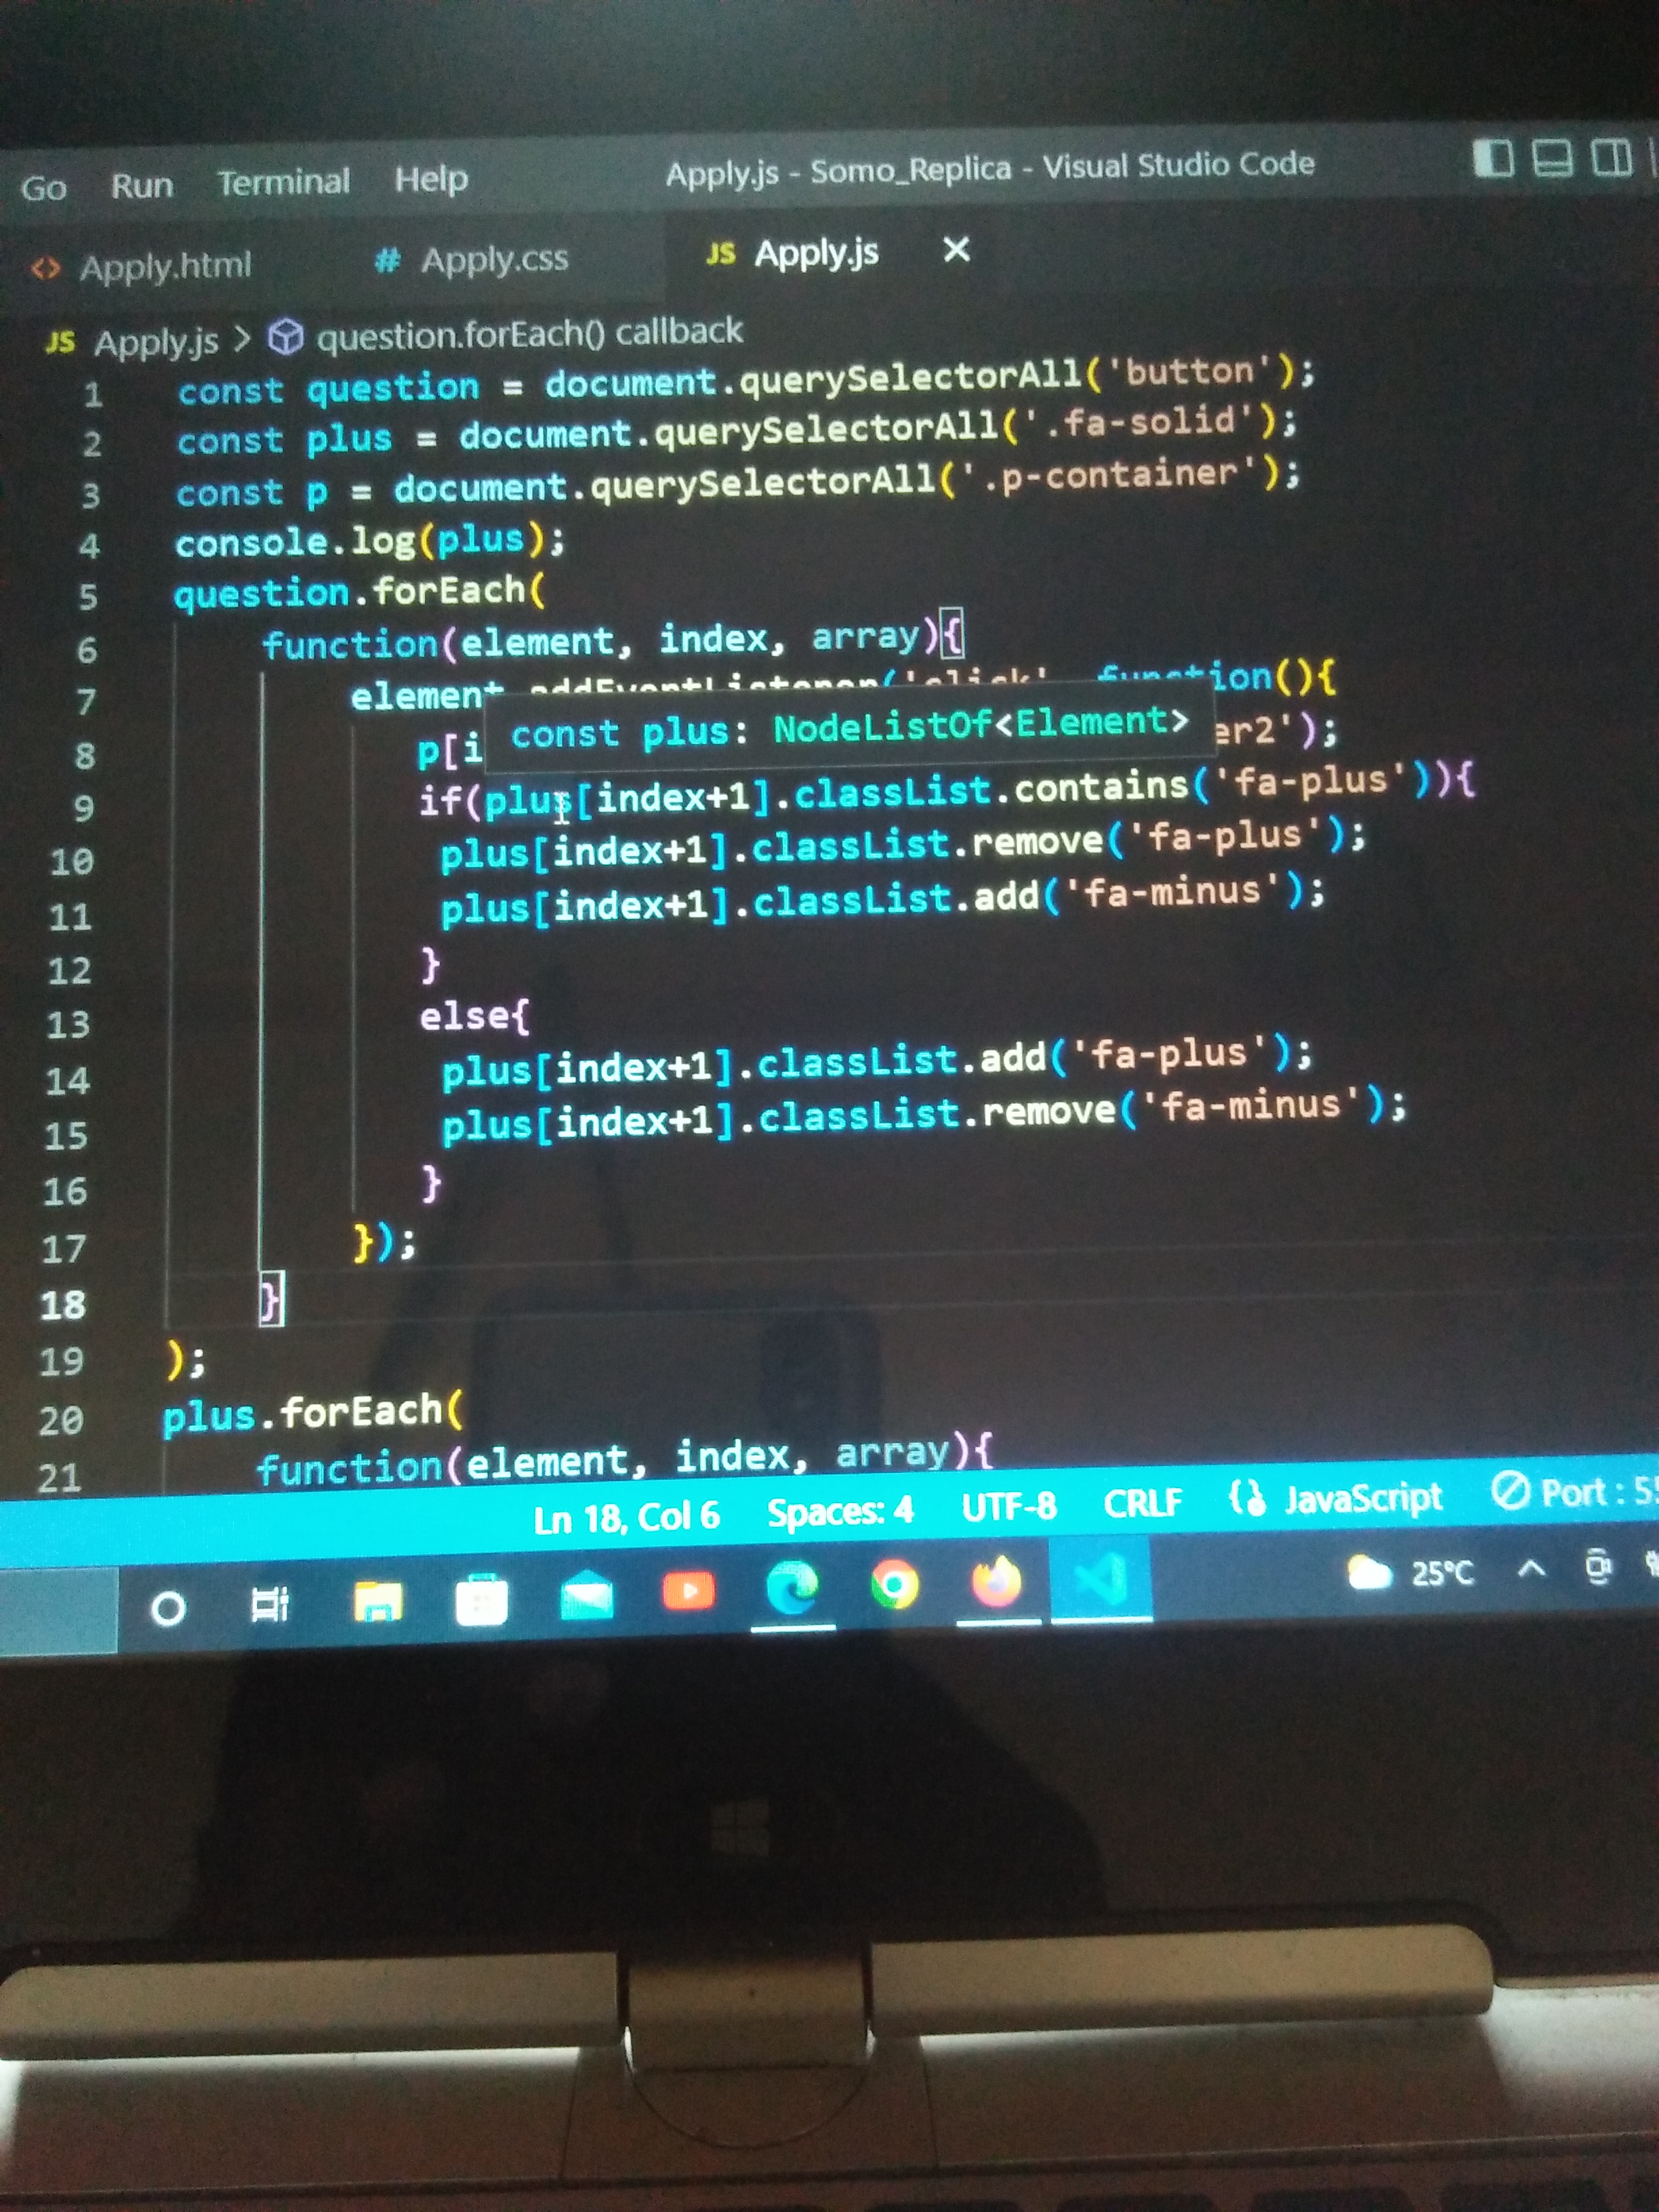 Go Run Terminal Help Apply.js - Somo_Replica - Visual Studio Code
<> Apply.html # Apply.css JS Apply.js ×
JS Apply.js > question.forEach() callback
1 const question = document.querySelectorAll('button');
2 const plus = document.querySelectorAll('.fa-solid');
3 const p = document.querySelectorAll('.p-container');
4 console.log(plus);
5 question.forEach(
6 function(element, index, array){
7 element.addEventListener('click', function(){
const plus: NodeListOf<Element>
8 p[i er2');
9 if(plus[index+1].classList.contains('fa-plus')){
10 plus[index+1].classList.remove('fa-plus');
11 plus[index+1].classList.add('fa-minus');
12 }
13 else{
14 plus[index+1].classList.add('fa-plus');
15 plus[index+1].classList.remove('fa-minus');
16 }
17 });
18 }
19 );
20 plus.forEach(
21 function(element, index, array){
Ln 18, Col 6 Spaces: 4 UTF-8 CRLF {} JavaScript Port : 55
25°C